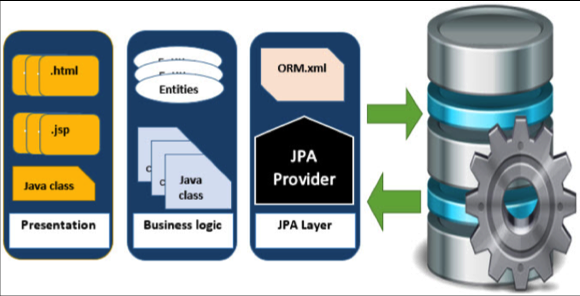 .html
.jsp
Java class
Presentation
Entities
Java
class
Business logic
ORM.xml
JPA
Provider
JPA Layer